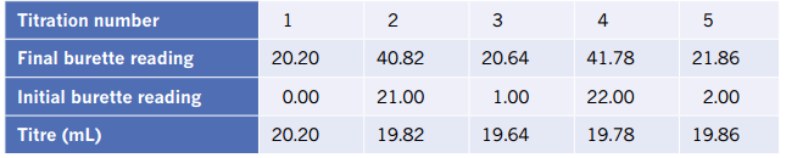 Titration number 1 2 3 4 5
Final burette reading 20.20 40.82 20.64 41.78 21.86
Initial burette reading 0.00 21.00 1.00 22.00 2.00
Titre (mL) 20.20 19.82 19.64 19.78 19.86